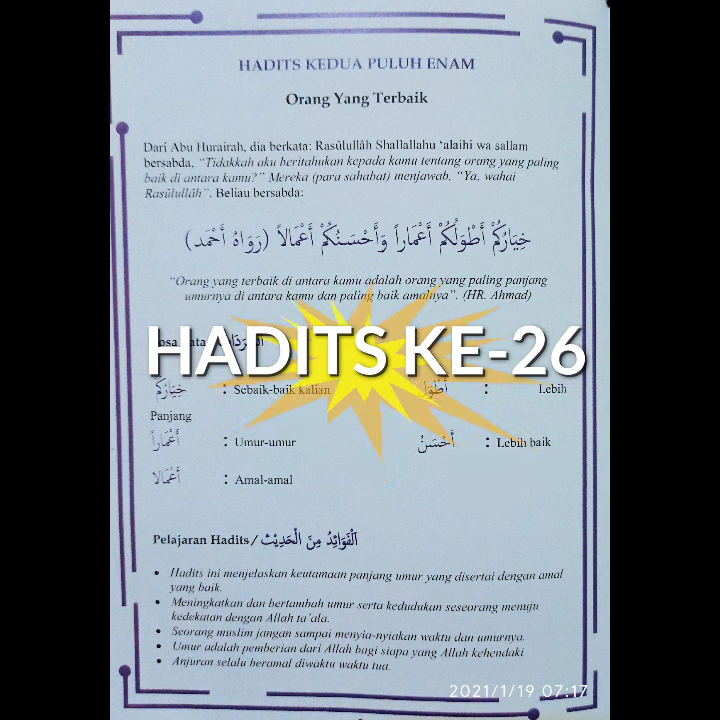 HADITS KEDUA PULUH ENAM
Orang Yang Terbaik
Dari Abu Hurairah, dia berkata: Rasûlullâh Shallallahu ‘alaihi wa sallam
bersabda, “Tidakkah aku beritahukan kepada kamu tentang orang yang paling
baik di antara kamu?” Mereka (para sahabat) menjawab, “Ya, wahai
Rasûlullâh”. Beliau bersabda:
خِيَارُكُمْ أَطْوَلُكُمْ أَعْمَاراً وَأَحْسَنُكُمْ أَعْمَالاً (رَوَاهُ أَحْمَد)
“Orang yang terbaik di antara kamu adalah orang yang paling panjang
umurnya di antara kamu dan paling baik amalnya”. (HR. Ahmad)
HADITS KE-26
خِيَارُكُمْ : Sebaik-baik kalian : Lebih
Panjang
أَعْمَاراً : Umur-umur أَحْسَنُ : Lebih baik
أَعْمَالا : Amal-amal
Pelajaran Hadits / اَلْفَوَائِدُ مِنَ الْحَدِيْث
• Hadits ini menjelaskan keutamaan panjang umur yang disertai dengan amal
yang baik.
• Meningkatkan dan bertambah umur serta kedudukan seseorang menuju
kedekatan dengan Allah ta’ala.
• Seorang muslim jangan sampai menyia-nyiakan waktu dan umurnya.
• Umur adalah pemberian dari Allah bagi siapa yang Allah kehendaki
• Anjuran selalu beramal diwaktu waktu tua.
2021/1/19 07:17